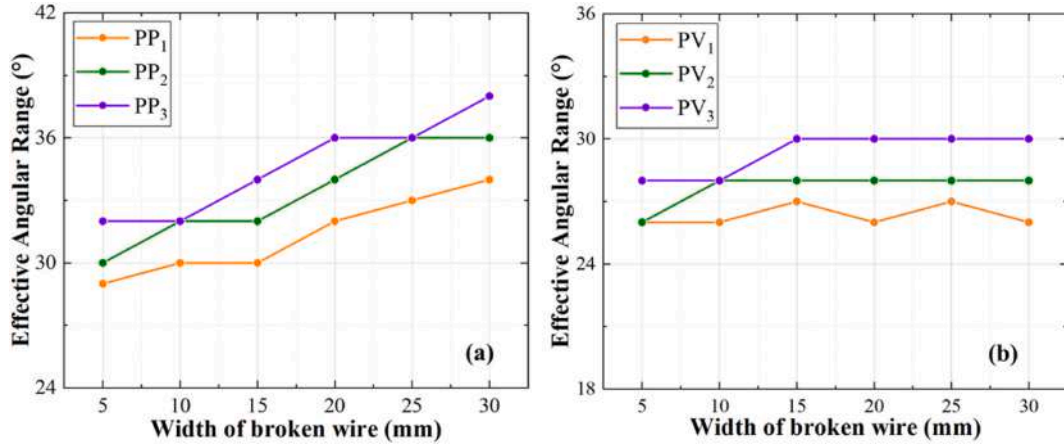 42
36
30
24
Effective Angular Range (°)
PP₁
PP₂
PP₃
(a)
5 10 15 20 25 30
Width of broken wire (mm)
36
30
24
18
Effective Angular Range (°)
PV₁
PV₂
PV₃
(b)
5 10 15 20 25 30
Width of broken wire (mm)